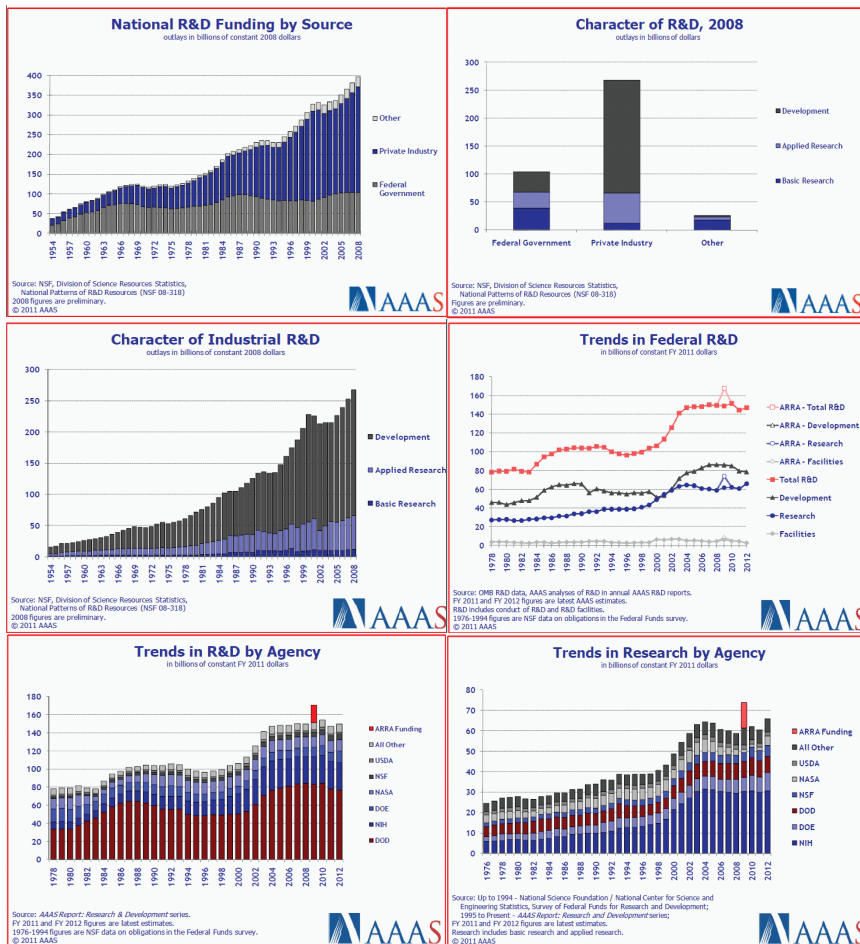 National R&D Funding by Source
outlays in billions of constant 2008 dollars
400
350
300
250
200
150
100
50
0
Other
Private Industry
Federal
Government
1954
1957
1960
1963
1966
1969
1972
1975
1978
1981
1984
1987
1990
1993
1996
1999
2002
2005
2008
Source: NSF, Division of Science Resources Statistics,
National Patterns of R&D Resources (NSF 08-318)
2008 figures are preliminary.
© 2011 AAAS
AAAS
Character of R&D, 2008
outlays in billions of dollars
300
250
200
150
100
50
0
Development
Applied Research
Basic Research
Federal Government
Private Industry
Other
Source: NSF, Division of Science Resources Statistics,
National Patterns of R&D Resources (NSF 08-318)
Figures are preliminary.
© 2011 AAAS
AAAS
Character of Industrial R&D
outlays in billions of constant 2008 dollars
300
250
200
150
100
50
0
Development
Applied Research
Basic Research
1954
1957
1960
1963
1966
1969
1972
1975
1978
1981
1984
1987
1990
1993
1996
1999
2002
2005
2008
Source: NSF, Division of Science Resources Statistics,
National Patterns of R&D Resources (NSF 08-318)
2008 figures are preliminary.
© 2011 AAAS
AAAS
Trends in Federal R&D
in billions of constant FY 2011 dollars
180
160
140
120
100
80
60
40
20
0
ARRA - Total R&D
ARRA - Development
ARRA - Research
ARRA - Facilities
Total R&D
Development
Research
Facilities
1978
1980
1982
1984
1986
1988
1990
1992
1994
1996
1998
2000
2002
2004
2006
2008
2010
2012
Source: OMB R&D data, AAAS analyses of R&D in annual AAAS R&D reports.
FY 2011 and FY 2012 figures are latest AAAS estimates.
R&D includes conduct of R&D and R&D facilities.
1976-1994 figures are NSF data on obligations in the Federal Funds survey.
© 2011 AAAS
AAAS
Trends in R&D by Agency
in billions of constant FY 2011 dollars
180
160
140
120
100
80
60
40
20
0
ARRA Funding
All Other
USDA
NSF
NASA
DOE
NIH
DOD
1978
1980
1982
1984
1986
1988
1990
1992
1994
1996
1998
2000
2002
2004
2006
2008
2010
2012
Source: AAAS Report: Research & Development series.
FY 2011 and FY 2012 figures are latest estimates.
1976-1994 figures are NSF data on obligations in the Federal Funds survey.
© 2011 AAAS
AAAS
Trends in Research by Agency
in billions of constant FY 2011 dollars
80
70
60
50
40
30
20
10
0
ARRA Funding
All Other
USDA
NASA
NSF
DOD
DOE
NIH
1976
1978
1980
1982
1984
1986
1988
1990
1992
1994
1996
1998
2000
2002
2004
2006
2008
2010
2012
Source: Up to 1994 - National Science Foundation / National Center for Science and
Engineering Statistics, Survey of Federal Funds for Research and Development;
1995 to Present - AAAS Report: Research and Development series;
FY 2011 and FY 2012 figures are latest estimates.
Research includes basic research and applied research.
© 2011 AAAS
AAAS